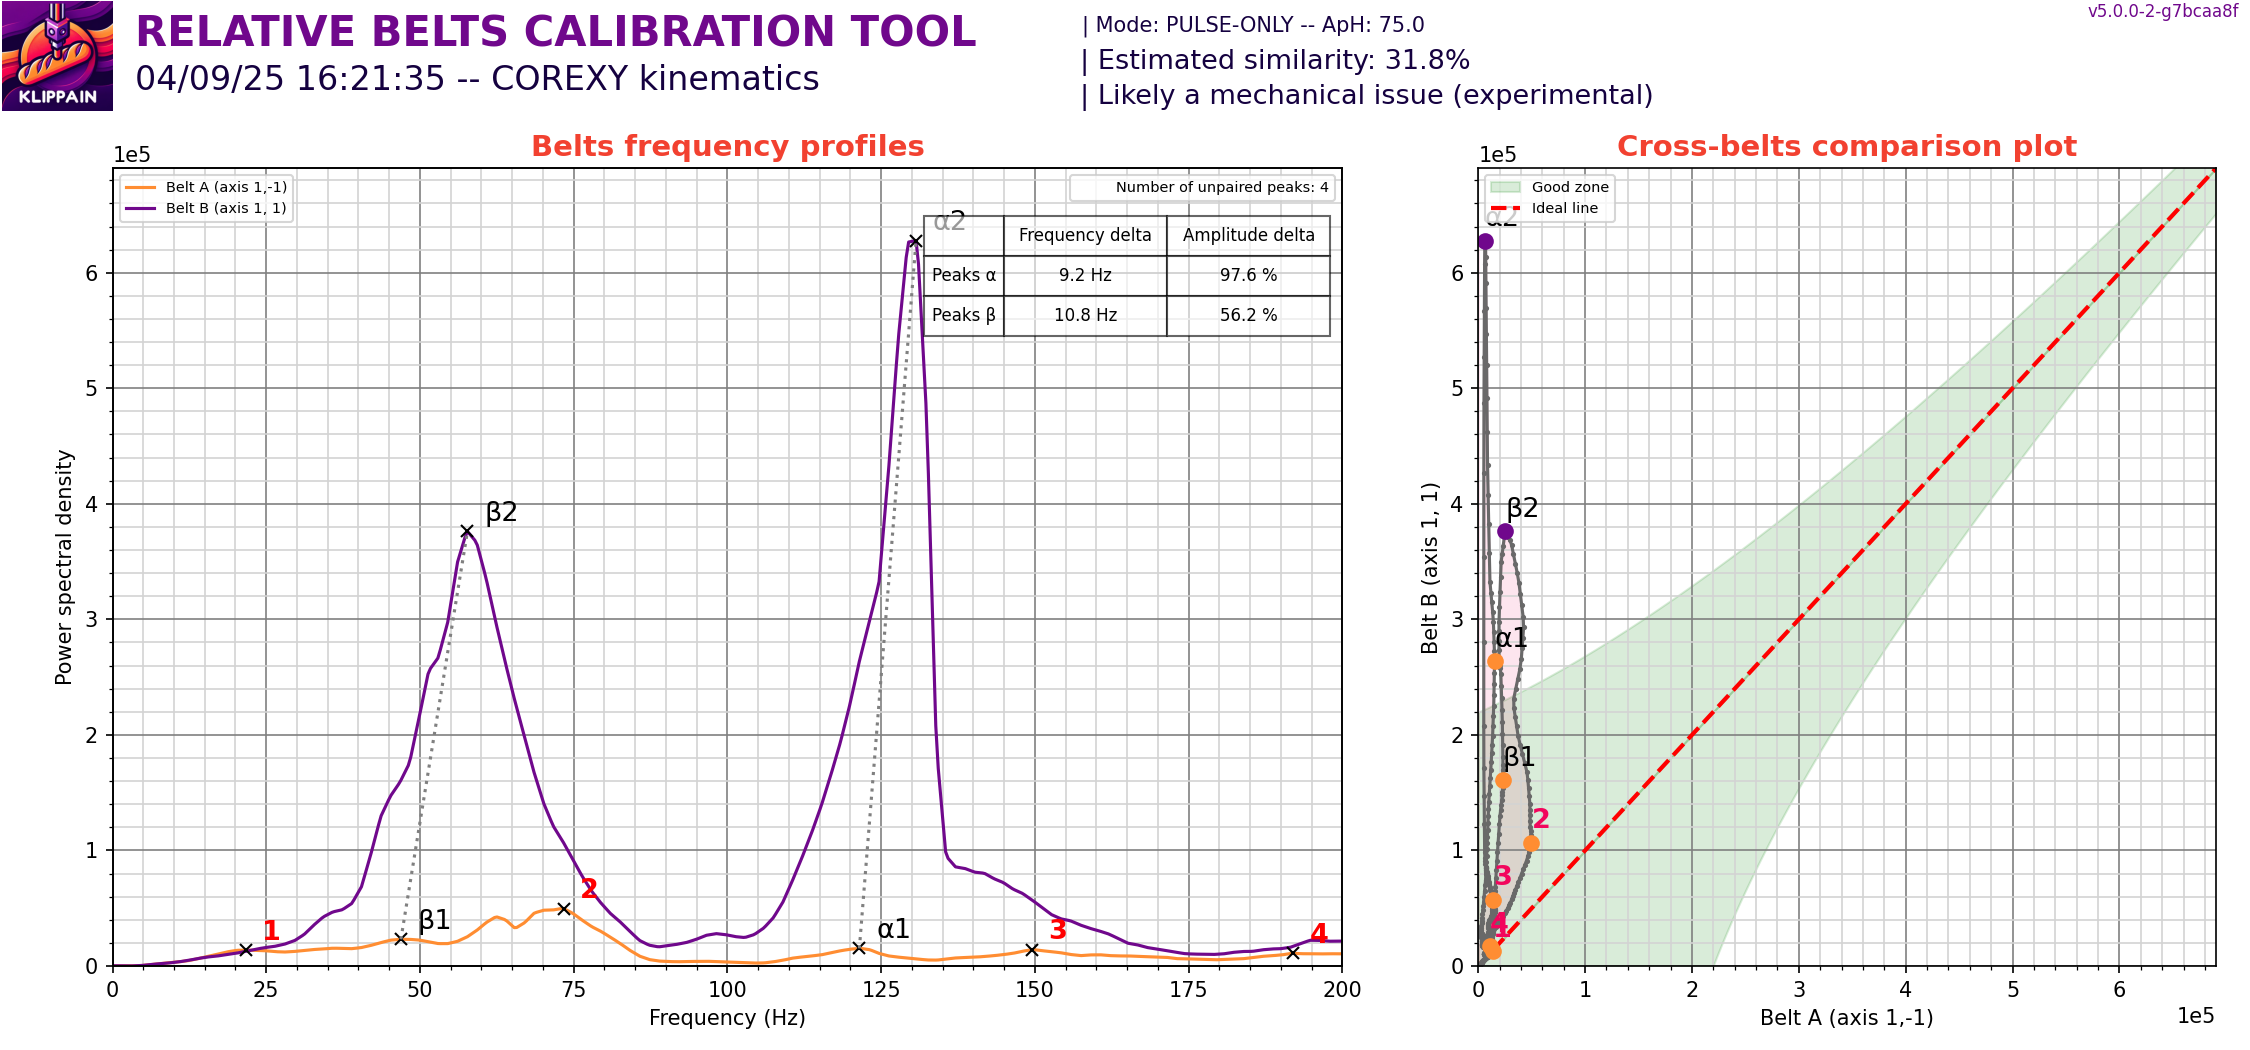 v5.0.0-2-g7bcaa8f
KLIPPAIN
RELATIVE BELTS CALIBRATION TOOL
04/09/25 16:21:35 -- COREXY kinematics
| Mode: PULSE-ONLY -- ApH: 75.0
| Estimated similarity: 31.8%
| Likely a mechanical issue (experimental)
Belts frequency profiles
1e5
Belt A (axis 1,-1)
Belt B (axis 1, 1)
Number of unpaired peaks: 4
α2
Frequency delta Amplitude delta
Peaks α 9.2 Hz 97.6 %
Peaks β 10.8 Hz 56.2 %
β2
β1
α1
1
2
3
4
6
5
4
3
2
1
0
Power spectral density
0 25 50 75 100 125 150 175 200
Frequency (Hz)
Cross-belts comparison plot
1e5
Good zone
Ideal line
α2
β2
α1
β1
2
3
4
1
6
5
4
3
2
1
0
Belt B (axis 1, 1)
0 1 2 3 4 5 6
Belt A (axis 1,-1)
1e5